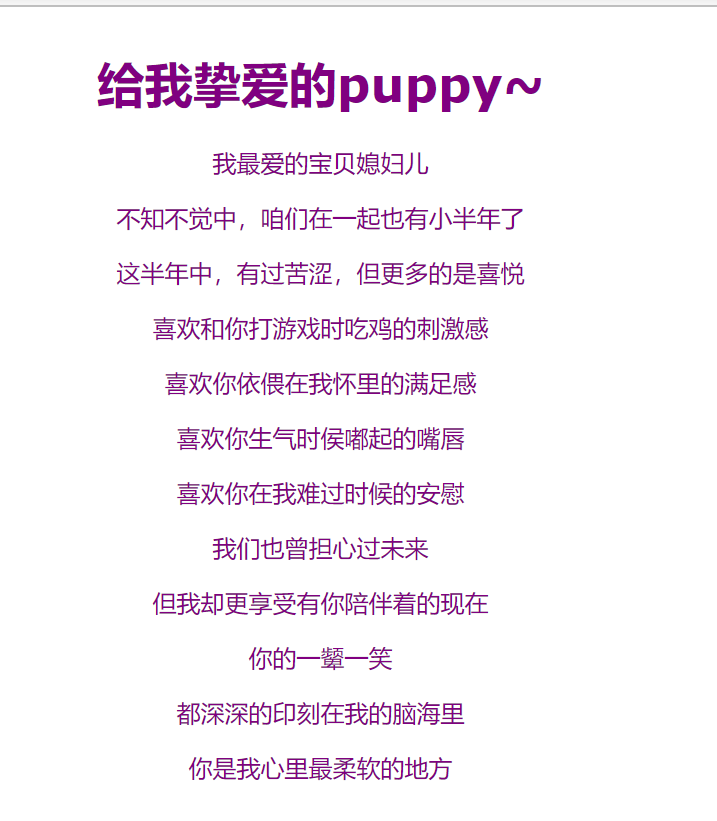 给我挚爱的puppy~
我最爱的宝贝媳妇儿
不知不觉中，咱们在一起也有小半年了
这半年中，有过苦涩，但更多的是喜悦
喜欢和你打游戏时吃鸡的刺激感
喜欢你依偎在我怀里的满足感
喜欢你生气时侯嘟起的嘴唇
喜欢你在我难过时候的安慰
我们也曾担心过未来
但我却更享受有你陪伴着的现在
你的一颦一笑
都深深的印刻在我的脑海里
你是我心里最柔软的地方